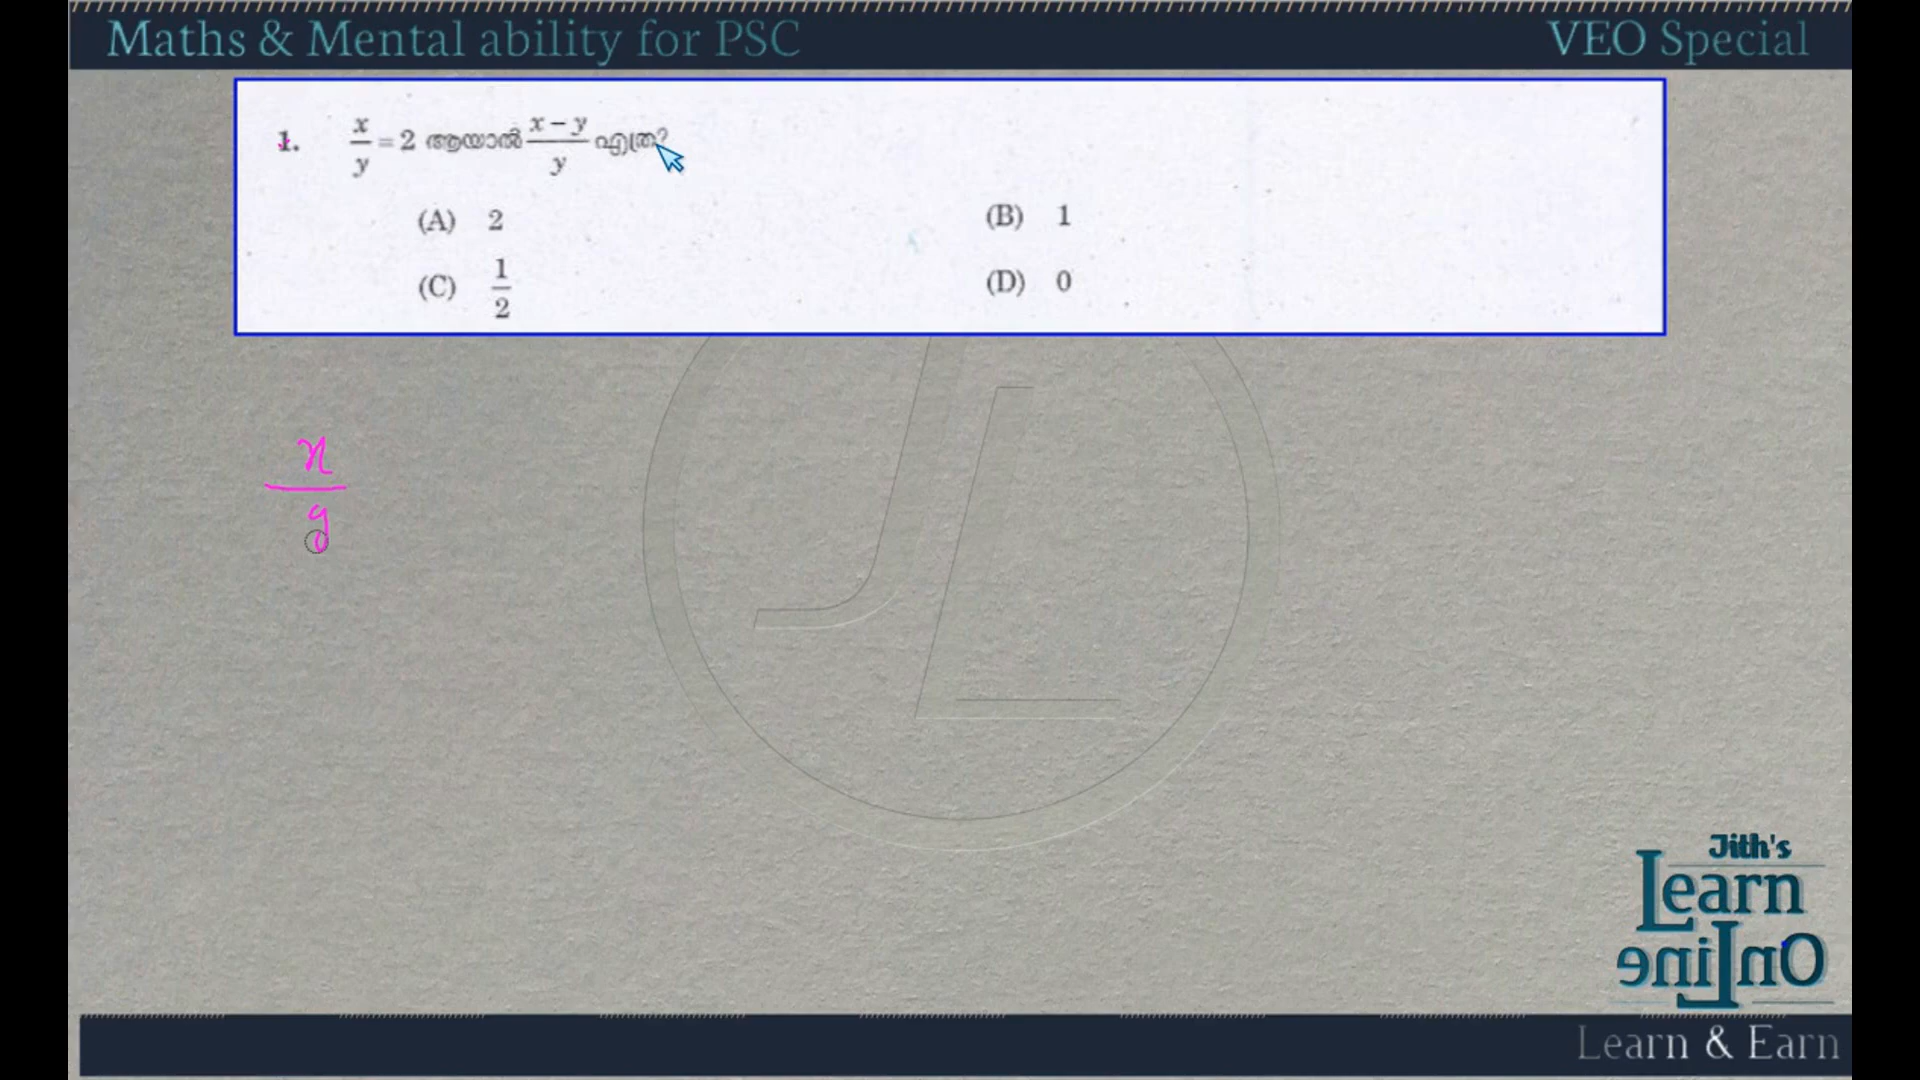 Maths & Mental ability for PSC VEO Special
1. x/y = 2 ആയാൽ (x – y)/y എത്ര?
(A) 2 (B) 1
(C) 1/2 (D) 0
x
y
JL
Jith's
Learn
OnLine
Learn & Earn